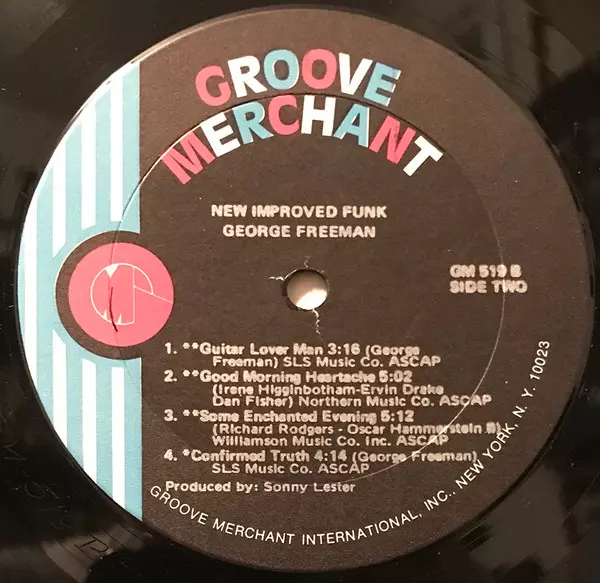 GROOVE
MERCHANT
NEW IMPROVED FUNK
GEORGE FREEMAN
GM 519 B
SIDE TWO
1. **Guitar Lover Man 3:16 (George
Freeman) SLS Music Co. ASCAP
2. **Good Morning Heartache 5:02
(Irene Higginbotham-Ervin Drake
Dan Fisher) Northern Music Co. ASCAP
3. **Some Enchanted Evening 5:12
(Richard Rodgers - Oscar Hammerstein II)
Williamson Music Co. Inc. ASCAP
4. *Confirmed Truth 4:14 (George Freeman)
SLS Music Co. ASCAP
Produced by: Sonny Lester
GROOVE MERCHANT INTERNATIONAL, INC., NEW YORK, N. Y. 10023